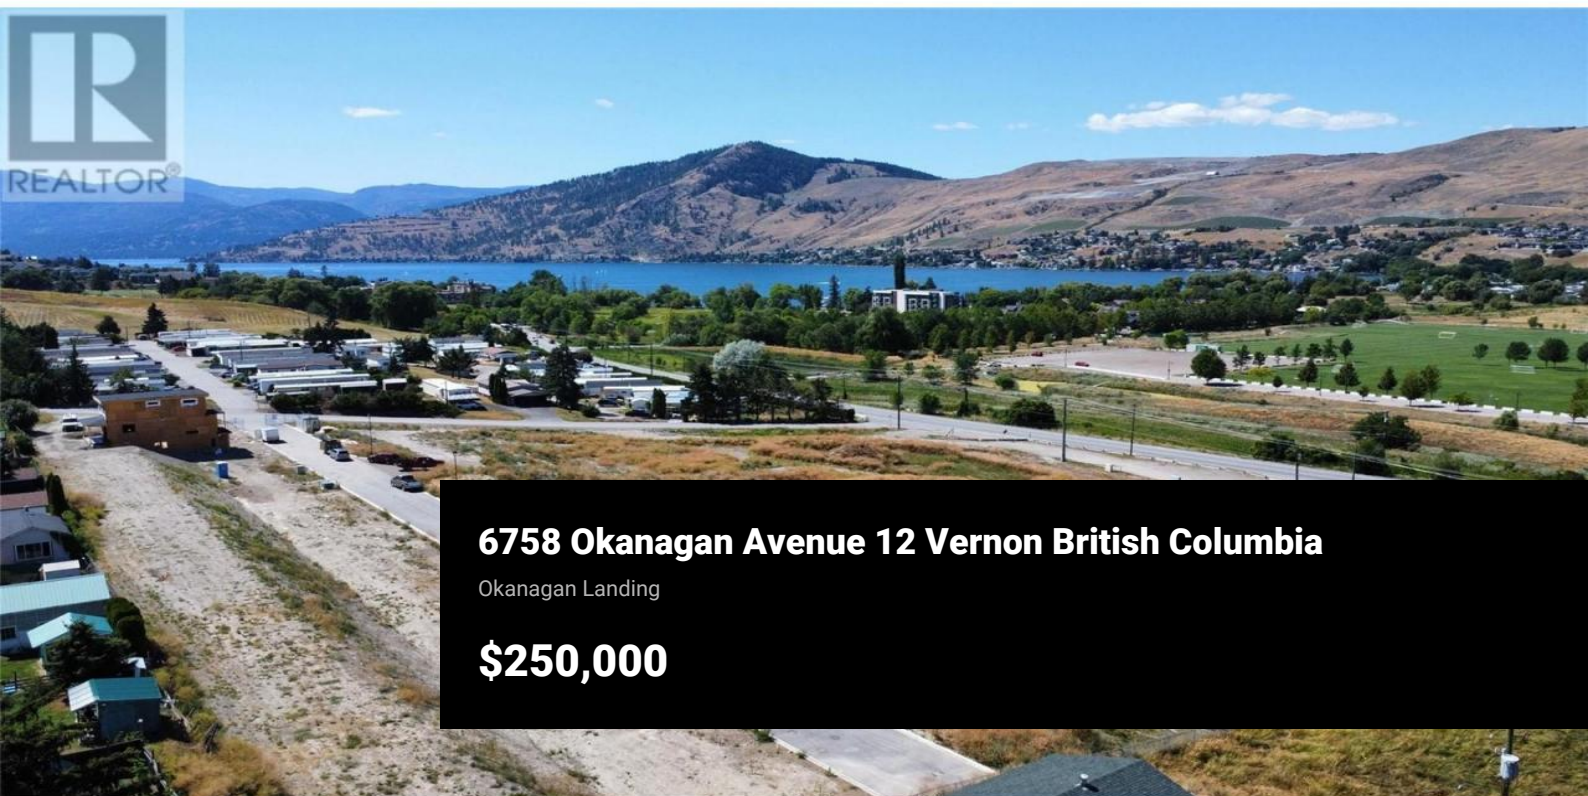 R
REALTOR®
6758 Okanagan Avenue 12 Vernon British Columbia
Okanagan Landing
$250,000